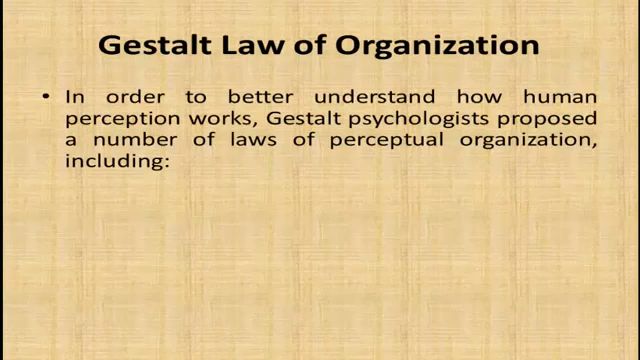 Gestalt Law of Organization
• In order to better understand how human
perception works, Gestalt psychologists proposed
a number of laws of perceptual organization,
including: